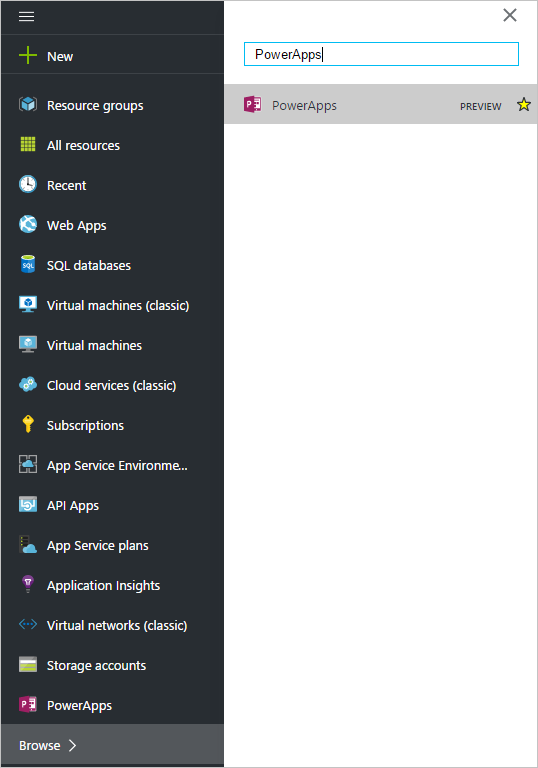 New
Resource groups
All resources
Recent
Web Apps
SQL databases
Virtual machines (classic)
Virtual machines
Cloud services (classic)
Subscriptions
App Service Environme...
API Apps
App Service plans
Application Insights
Virtual networks (classic)
Storage accounts
PowerApps
Browse
PowerApps
PowerApps PREVIEW